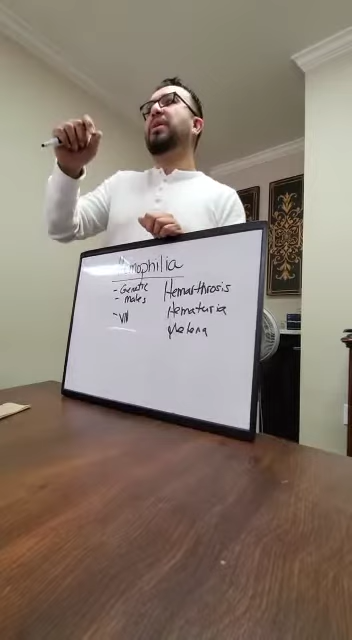 Hemophilia
- Genetic
- males
- VIII
Hemarthrosis
Hematuria
Melena